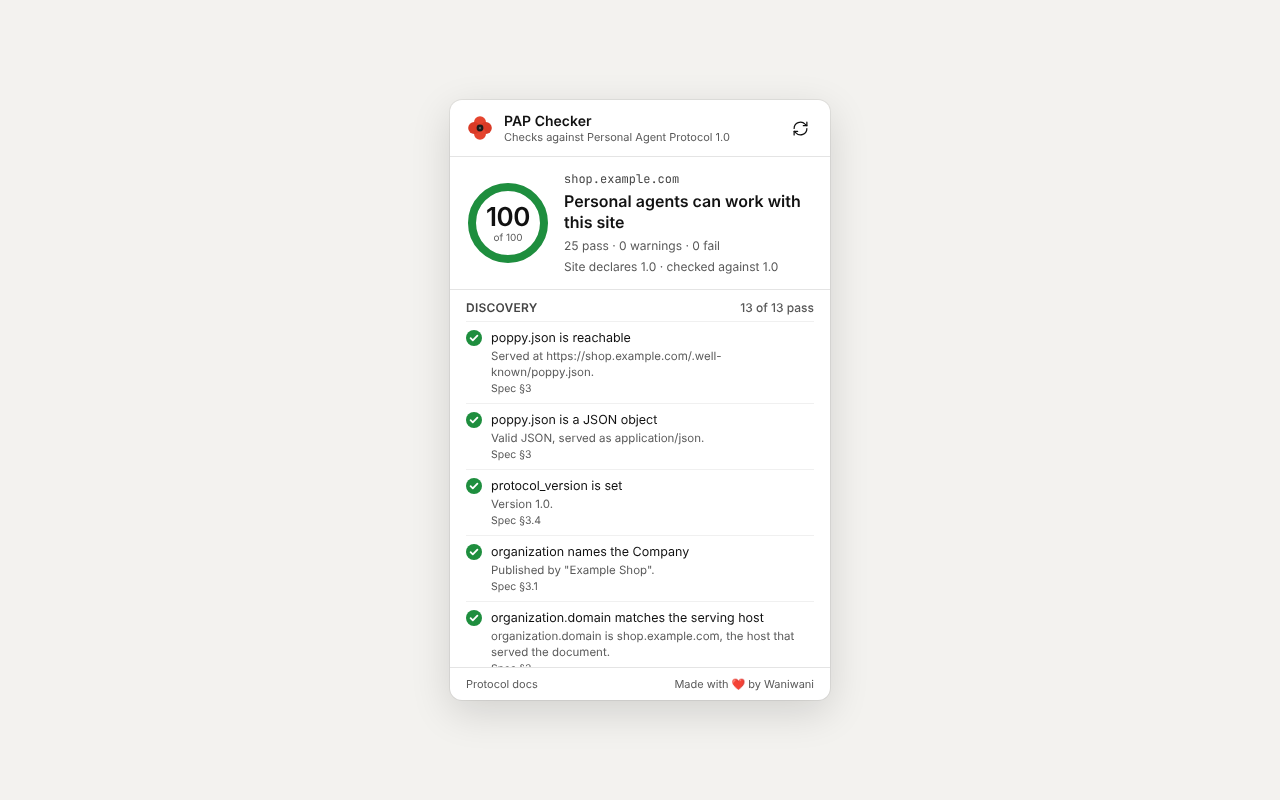 PAP Checker
Checks against Personal Agent Protocol 1.0
100
of 100
shop.example.com
Personal agents can work with
this site
25 pass · 0 warnings · 0 fail
Site declares 1.0 · checked against 1.0
DISCOVERY 13 of 13 pass
poppy.json is reachable
Served at https://shop.example.com/.well-
known/poppy.json.
Spec §3
poppy.json is a JSON object
Valid JSON, served as application/json.
Spec §3
protocol_version is set
Version 1.0.
Spec §3.4
organization names the Company
Published by "Example Shop".
Spec §3.1
organization.domain matches the serving host
organization.domain is shop.example.com, the host that
served the document.
Protocol docs Made with ❤️ by Waniwani